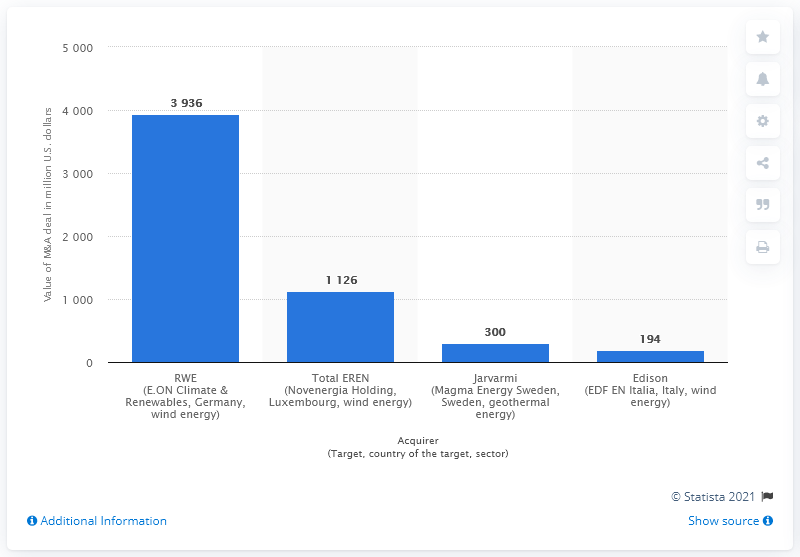 Value of M&A deal in million U.S. dollars
5 000
4 000
3 000
2 000
1 000
0
3 936
1 126
300
194
RWE
(E.ON Climate &
Renewables, Germany,
wind energy)
Total EREN
(Novenergia Holding,
Luxembourg, wind energy)
Jarvarmi
(Magma Energy Sweden,
Sweden, geothermal
energy)
Edison
(EDF EN Italia, Italy, wind
energy)
Acquirer
(Target, country of the target, sector)
© Statista 2021
Additional Information
Show source